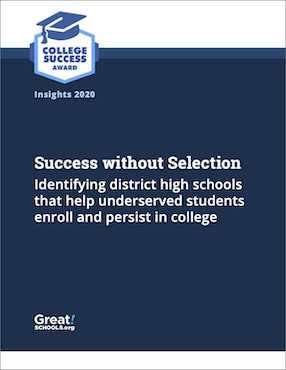 COLLEGE
SUCCESS
AWARD
Insights 2020
Success without Selection
Identifying district high schools
that help underserved students
enroll and persist in college
Great!
SCHOOLS.org